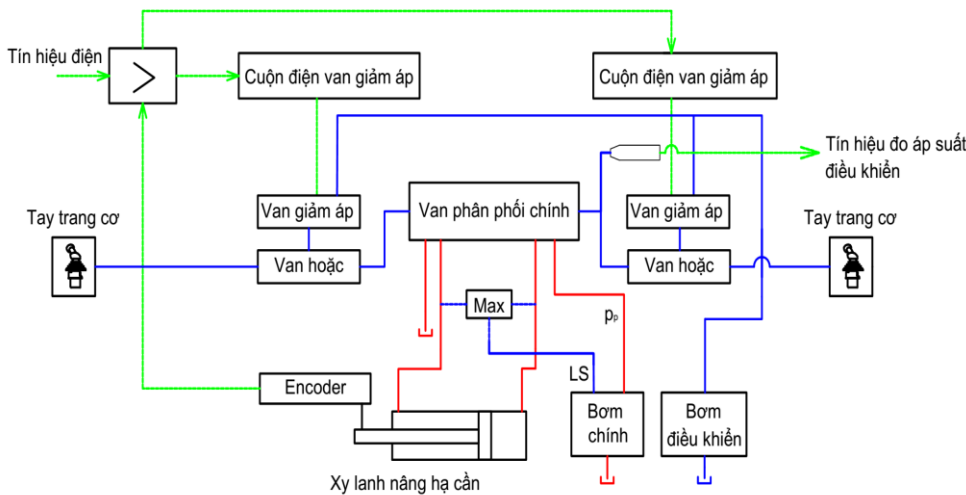 Tín hiệu điện
Cuộn điện van giảm áp
Cuộn điện van giảm áp
Tín hiệu đo áp suất
điều khiển
Tay trang cơ
Van giảm áp
Van phân phối chính
Van giảm áp
Tay trang cơ
Van hoặc
Van hoặc
Max
pₚ
LS
Encoder
Bơm
chính
Bơm
điều khiển
Xy lanh nâng hạ cần